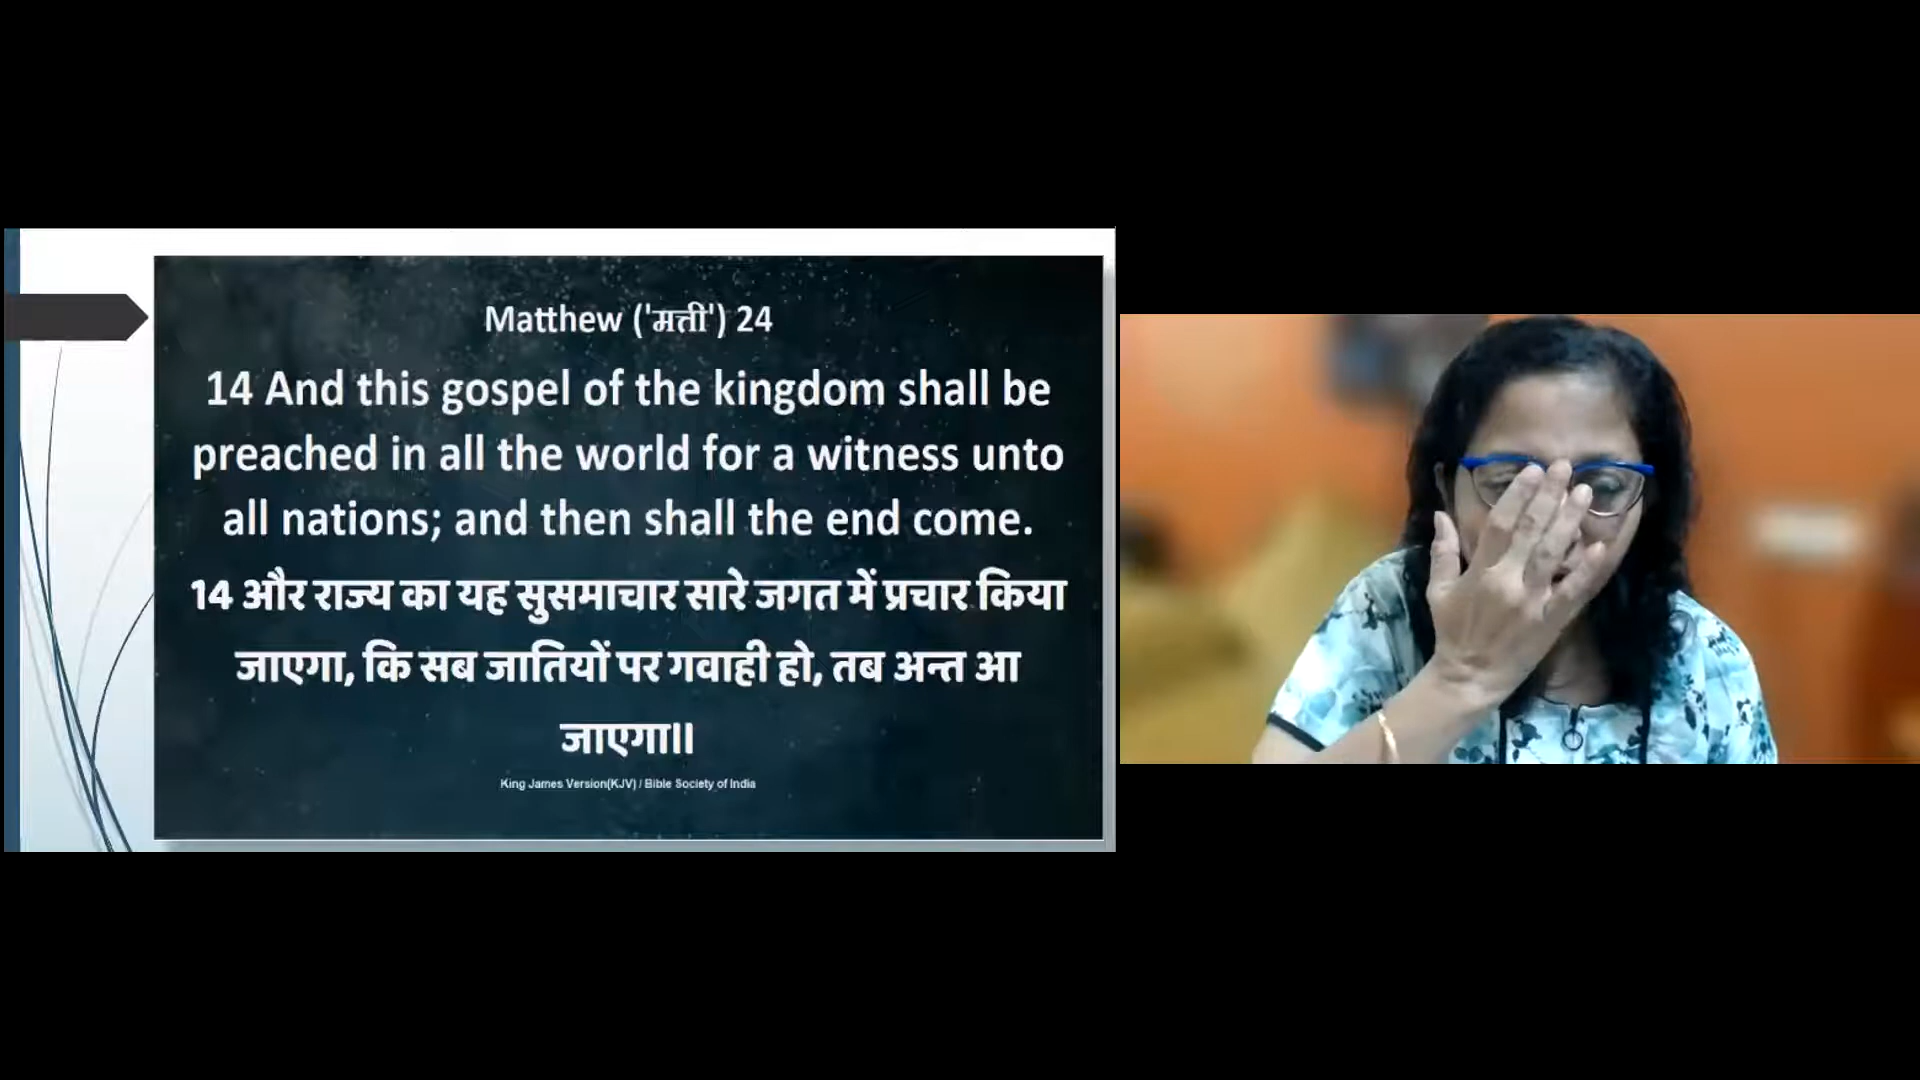 Matthew ('मत्ती') 24
14 And this gospel of the kingdom shall be
preached in all the world for a witness unto
all nations; and then shall the end come.
14 और राज्य का यह सुसमाचार सारे जगत में प्रचार किया
जाएगा, कि सब जातियों पर गवाही हो, तब अन्त आ
जाएगा॥
King James Version(KJV) / Bible Society of India